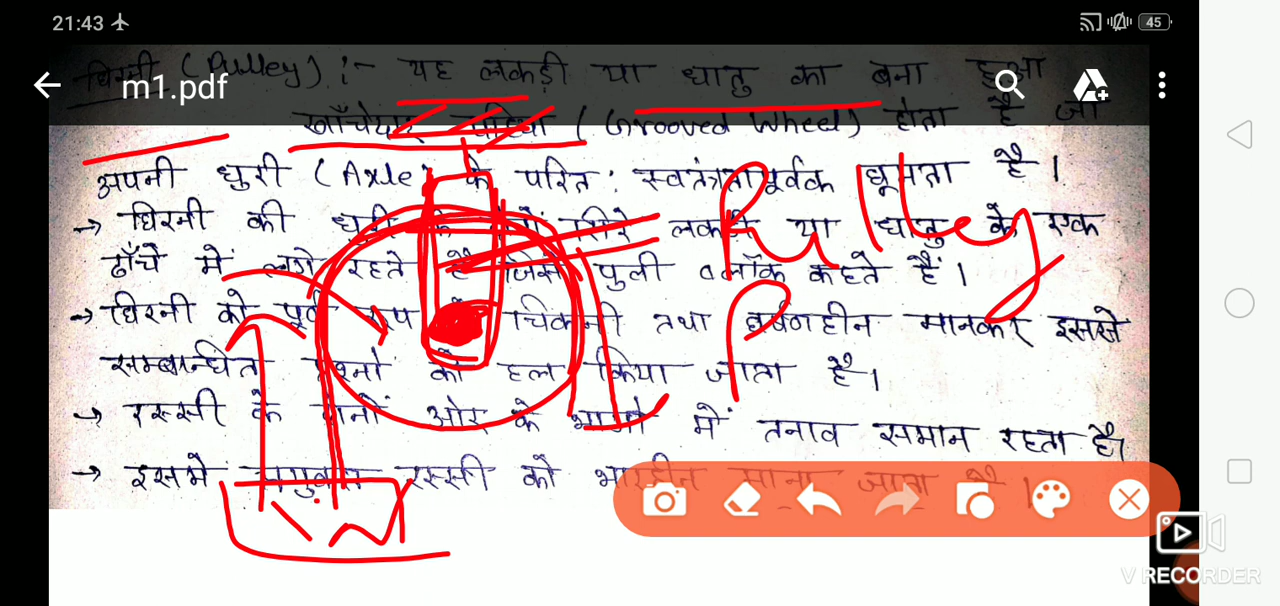 21:43
45
m1.pdf
घिरनी (Pulley) :- यह लकड़ी या धातु का बना हुआ
खाँचेदार पहिया (Grooved Wheel) होता है जो
अपनी धुरी (Axle) के परित: स्वतंत्रतापूर्वक घूमता है।
→ घिरनी की धुरी के दोनों सिरे लकड़ी या धातु के एक
ढाँचे में लगे रहते हैं जिसे पुली ब्लॉक कहते हैं।
→ घिरनी को पूर्ण रूप से चिकनी तथा घर्षणहीन मानकर इससे
सम्बन्धित प्रश्नों को हल किया जाता है।
→ रस्सी के दोनों ओर के भागो में तनाव समान रहता है।
→ इसमें रस्सी को भारहीन माना जाता है।
Pulley
P
W
V RECORDER